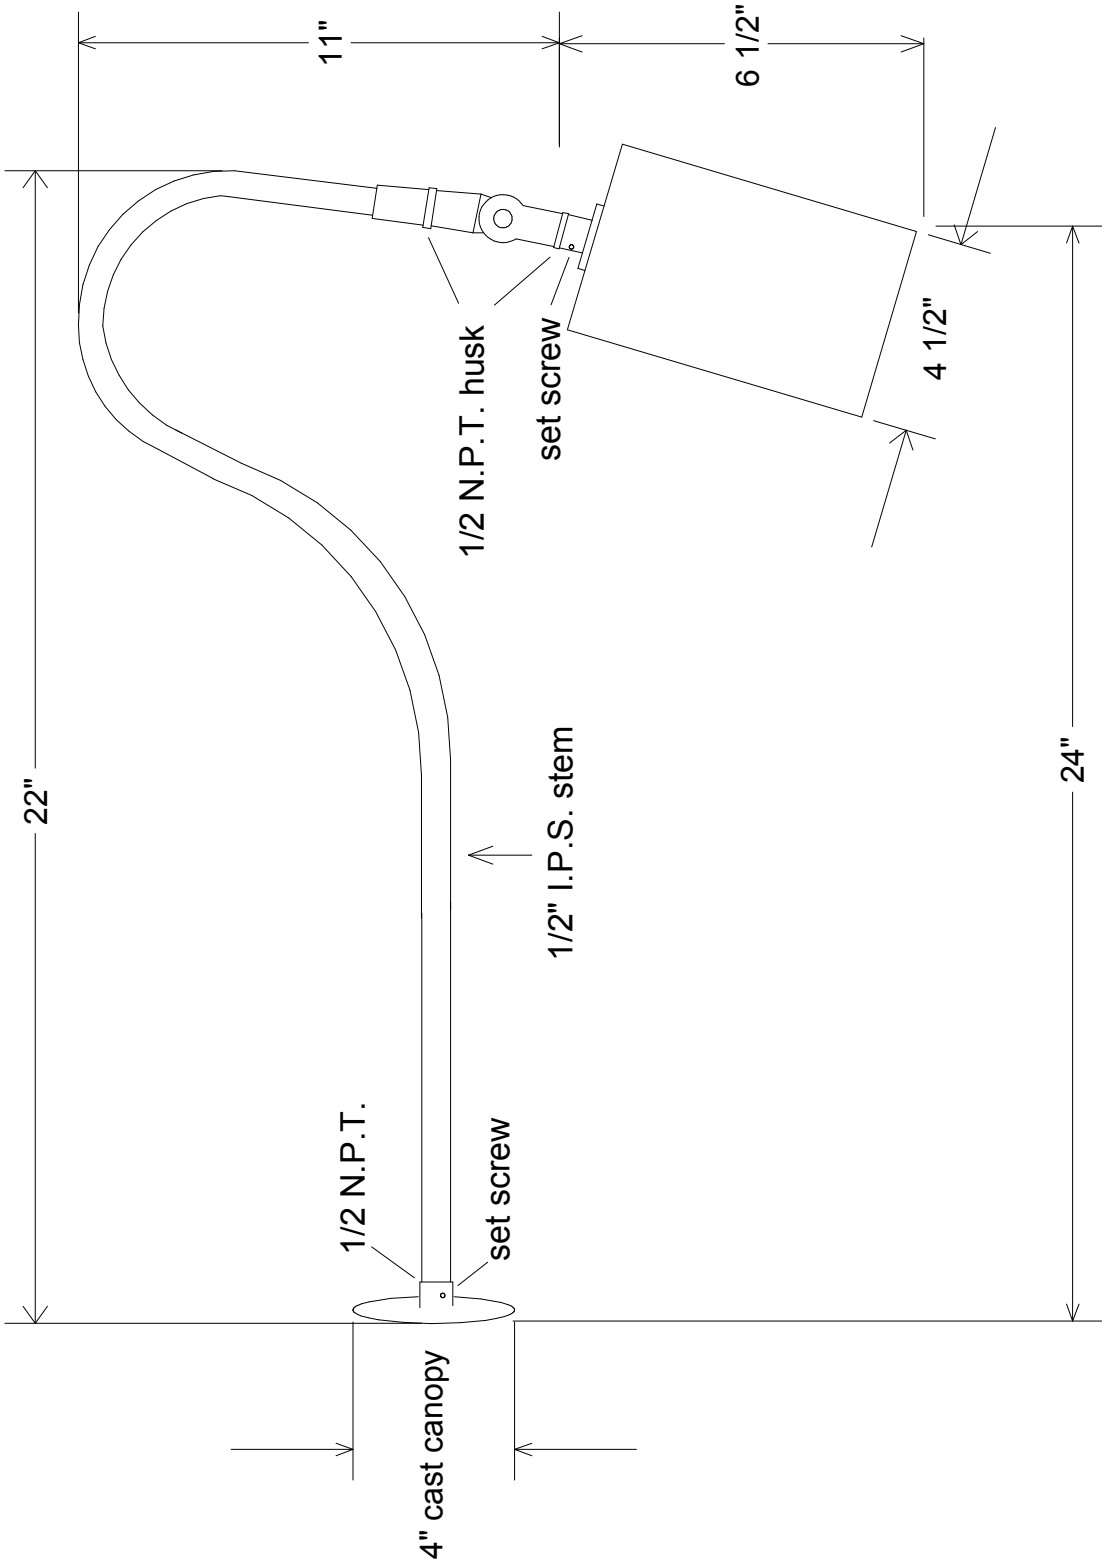 22"
11"
6 1/2"
1/2 N.P.T. husk
set screw
4 1/2"
1/2 N.P.T.
set screw
1/2" I.P.S. stem
4" cast canopy
24"